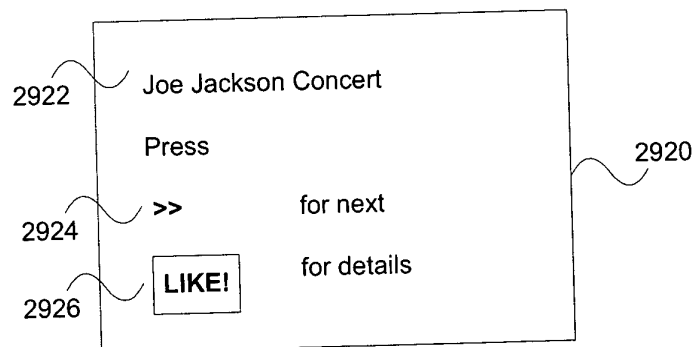 2922
Joe Jackson Concert
Press
2920
2924
>> for next
2926
LIKE! for details